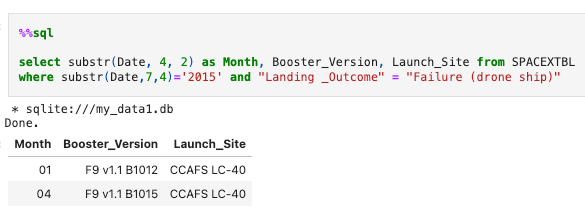 %%sql
select substr(Date, 4, 2) as Month, Booster_Version, Launch_Site from SPACEXTBL
where substr(Date,7,4)='2015' and "Landing _Outcome" = "Failure (drone ship)"
* sqlite:///my_data1.db
Done.
Month Booster_Version Launch_Site
01 F9 v1.1 B1012 CCAFS LC-40
04 F9 v1.1 B1015 CCAFS LC-40